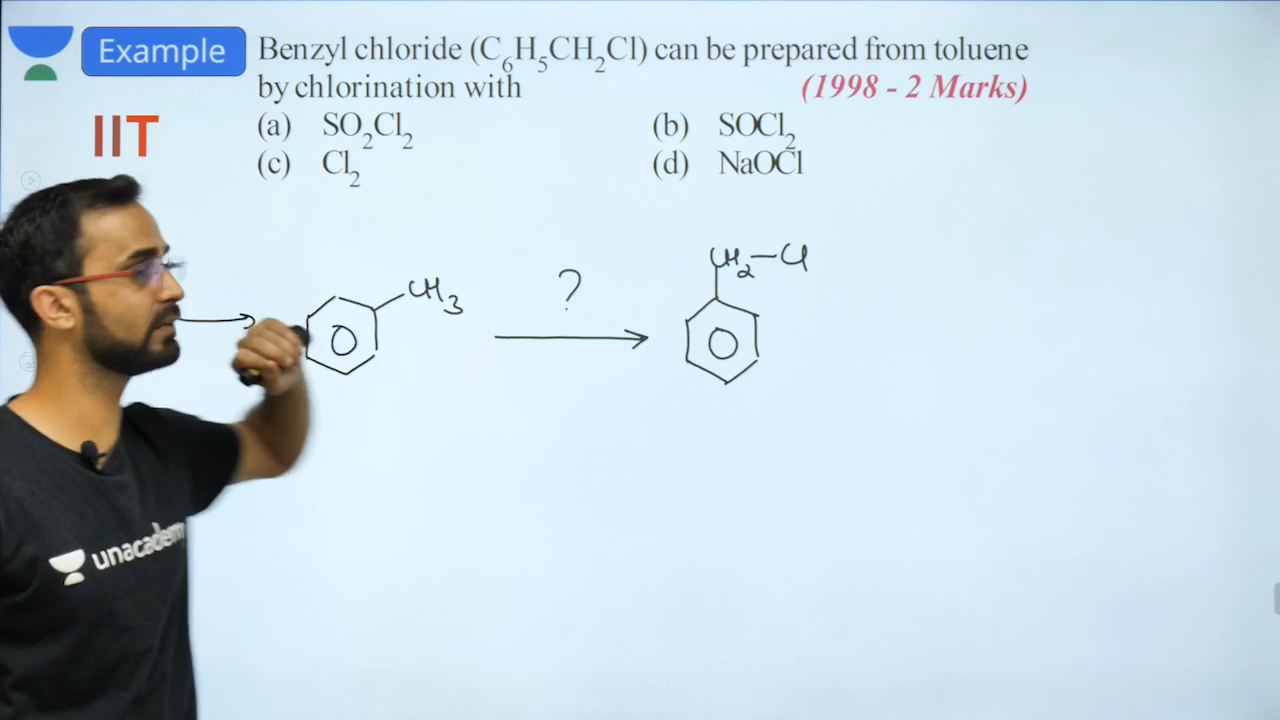 Example
Benzyl chloride (C₆H₅CH₂Cl) can be prepared from toluene
by chlorination with
(1998 - 2 Marks)
IIT
(a) SO₂Cl₂
(b) SOCl₂
(c) Cl₂
(d) NaOCl
CH₃
?
CH₂-Cl
unacademy